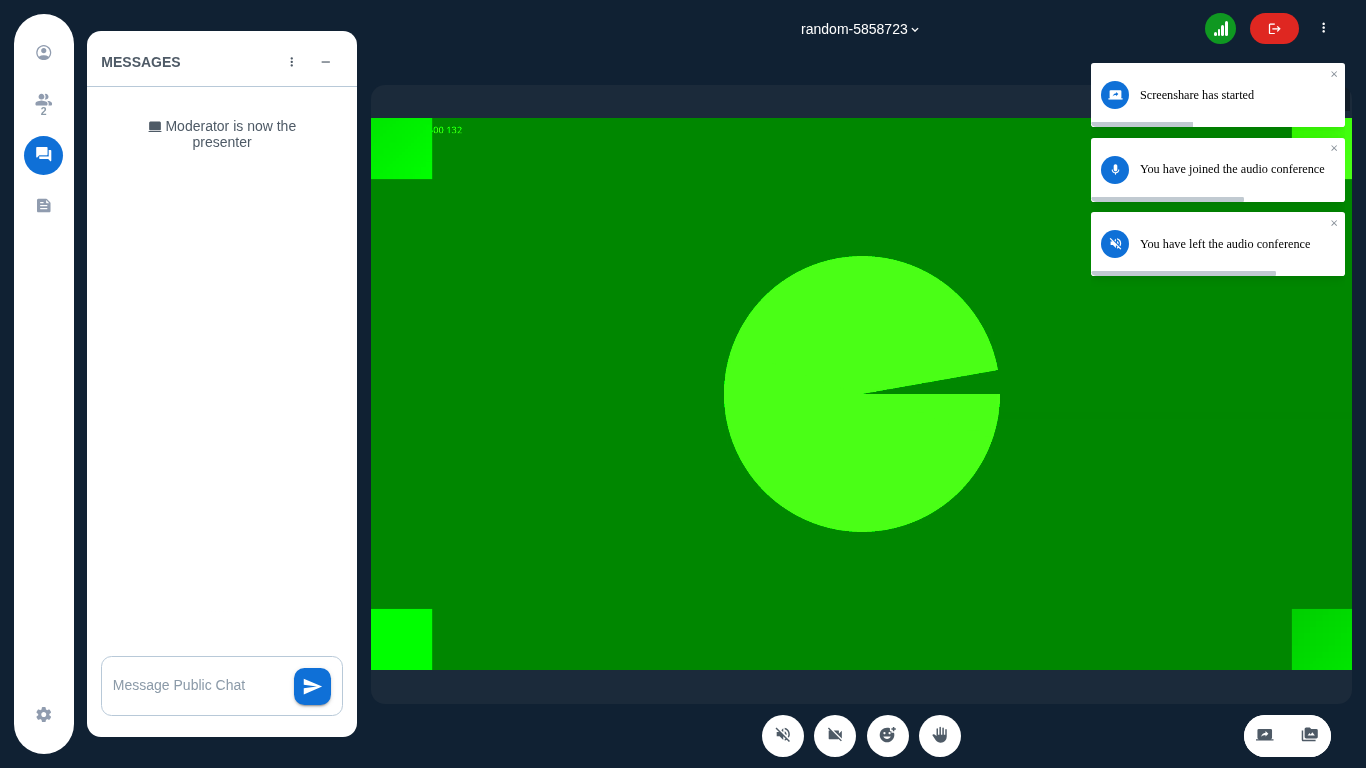 random-5858723
MESSAGES
2
Moderator is now the
presenter
Message Public Chat
132
Screenshare has started
You have joined the audio conference
You have left the audio conference